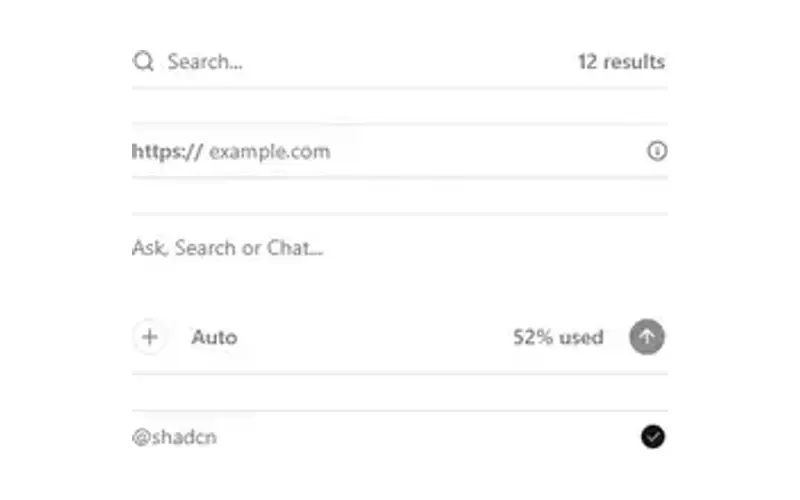 Search... 12 results
https:// example.com
Ask, Search or Chat...
Auto 52% used
@shadcn